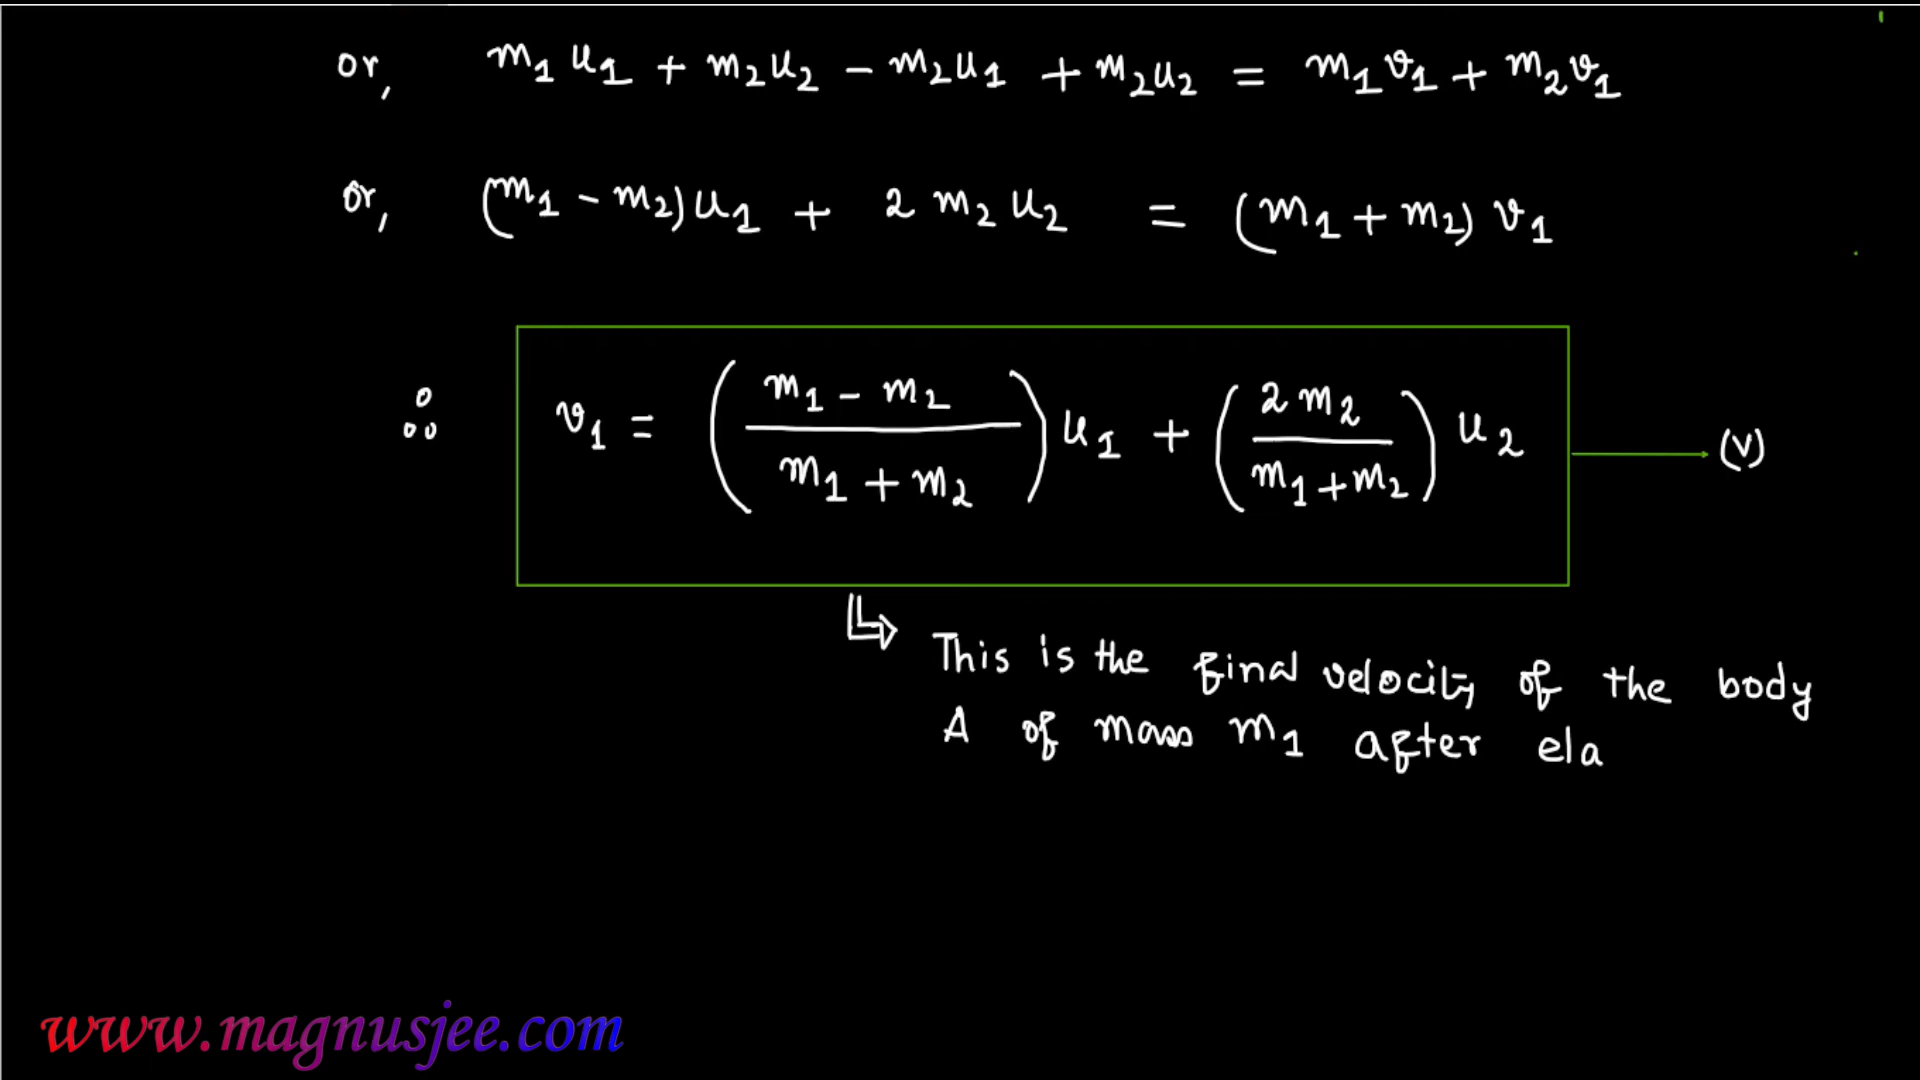 or, m₁u₁ + m₂u₂ − m₂u₁ + m₂u₂ = m₁v₁ + m₂v₁
or, (m₁ − m₂)u₁ + 2 m₂u₂ = (m₁ + m₂) v₁
∴ v₁ = ((m₁ − m₂)/(m₁ + m₂)) u₁ + (2m₂/(m₁+m₂)) u₂ → (V)
↳ This is the final velocity of the body
A of mass m₁ after ela
www.magnusjee.com